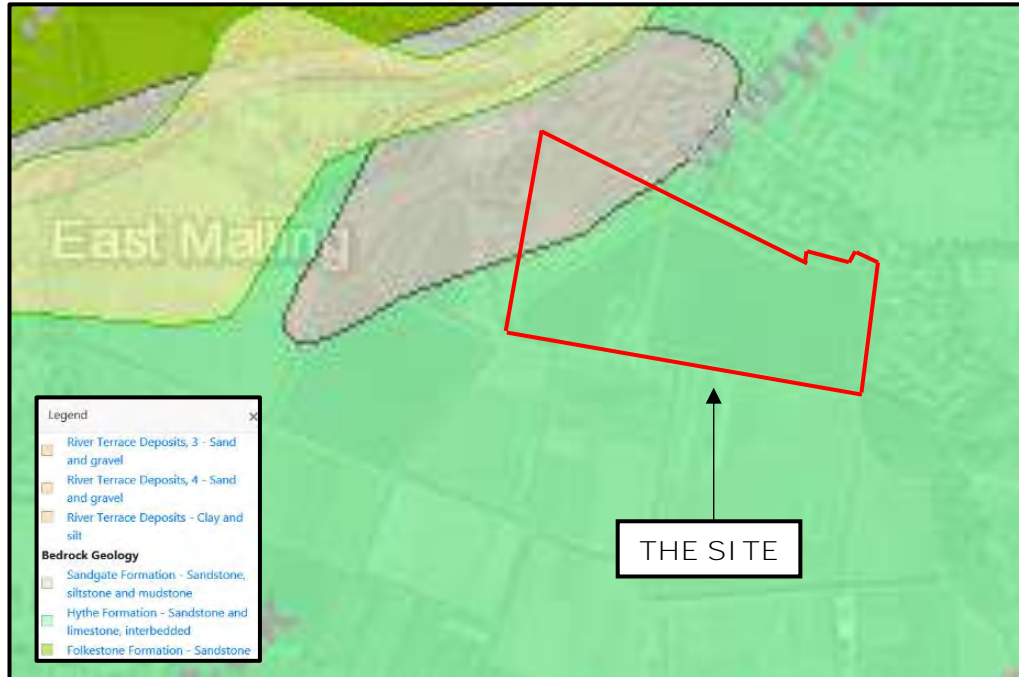 East Malling
Legend
×
River Terrace Deposits, 3 - Sand
and gravel
River Terrace Deposits, 4 - Sand
and gravel
River Terrace Deposits - Clay and
silt
Bedrock Geology
Sandgate Formation - Sandstone,
siltstone and mudstone
Hythe Formation - Sandstone and
limestone, interbedded
Folkestone Formation - Sandstone
THE SITE